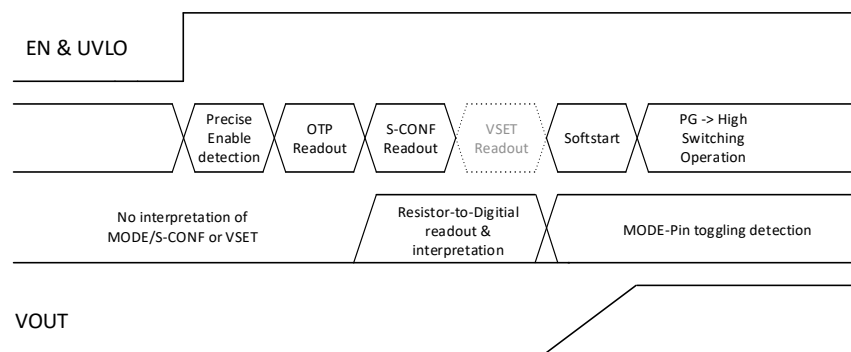 EN & UVLO
Precise
Enable
detection
OTP
Readout
S-CONF
Readout
VSET
Readout
Softstart
PG -> High
Switching
Operation
No interpretation of
MODE/S-CONF or VSET
Resistor-to-Digitial
readout &
interpretation
MODE-Pin toggling detection
VOUT